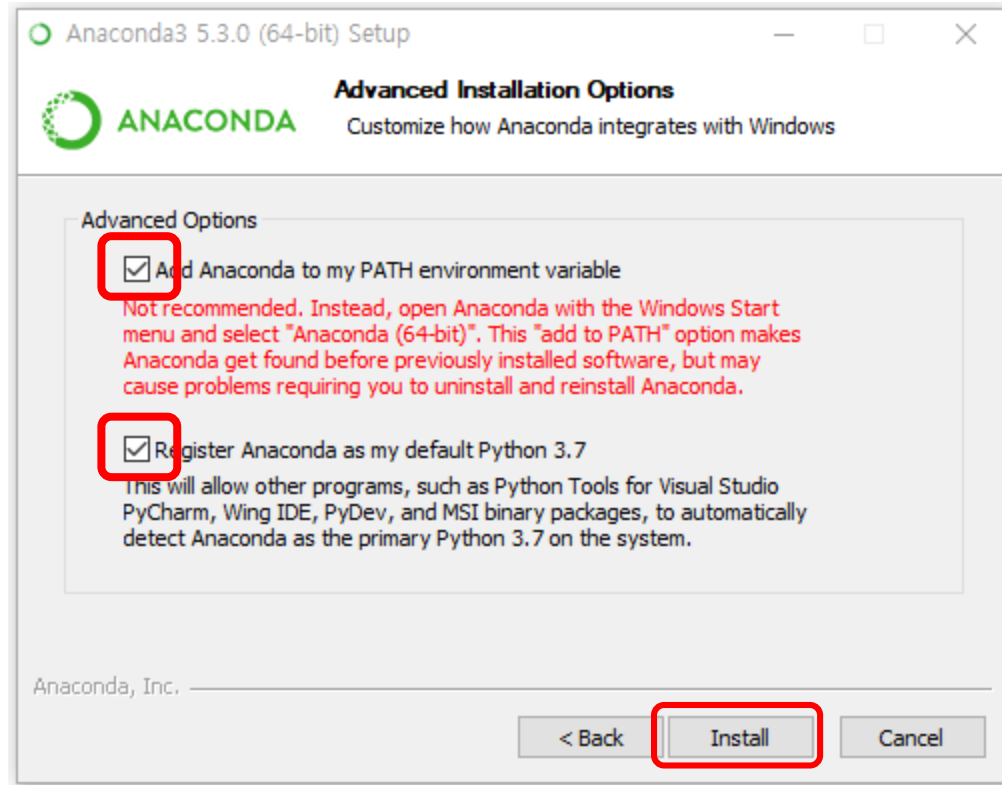 Anaconda3 5.3.0 (64-bit) Setup
ANACONDA
Advanced Installation Options
Customize how Anaconda integrates with Windows
Advanced Options
Add Anaconda to my PATH environment variable
Not recommended. Instead, open Anaconda with the Windows Start
menu and select "Anaconda (64-bit)". This "add to PATH" option makes
Anaconda get found before previously installed software, but may
cause problems requiring you to uninstall and reinstall Anaconda.
Register Anaconda as my default Python 3.7
This will allow other programs, such as Python Tools for Visual Studio
PyCharm, Wing IDE, PyDev, and MSI binary packages, to automatically
detect Anaconda as the primary Python 3.7 on the system.
Anaconda, Inc.
< Back
Install
Cancel